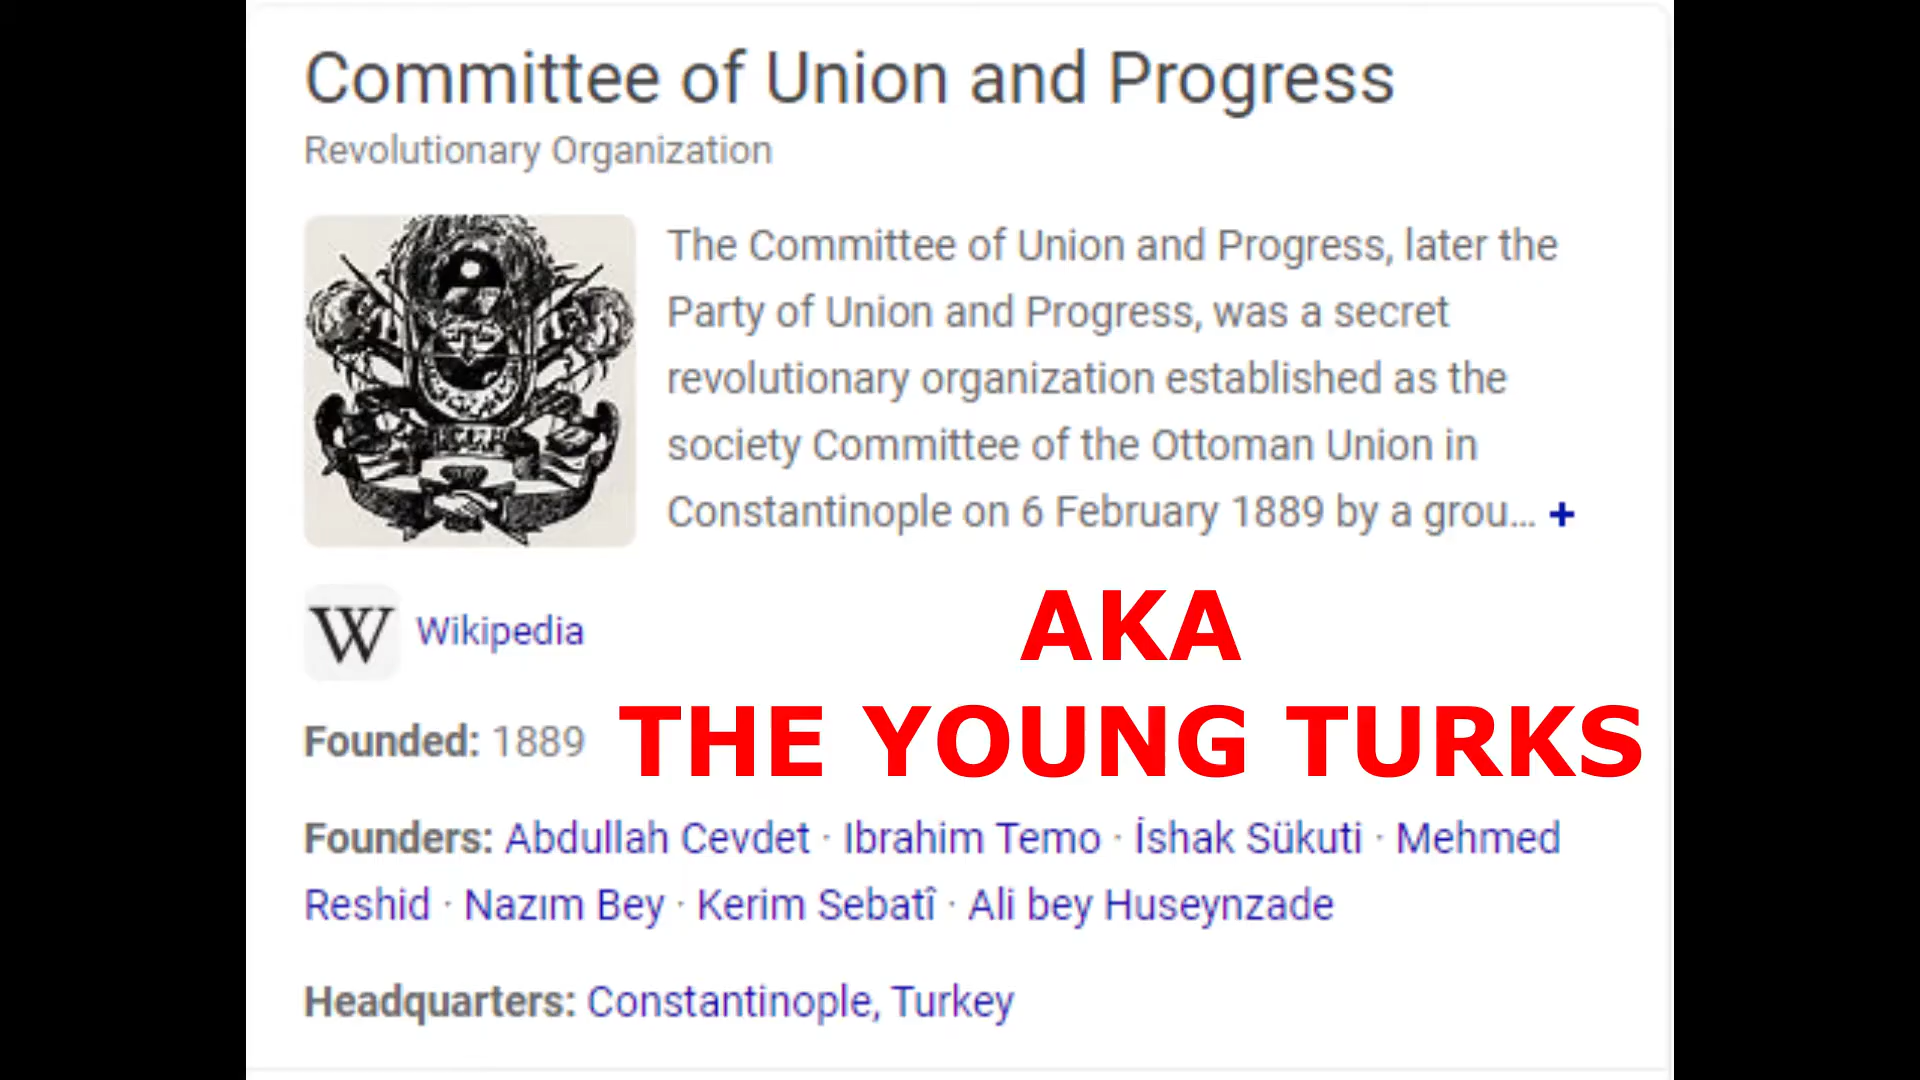 Committee of Union and Progress
Revolutionary Organization
The Committee of Union and Progress, later the
Party of Union and Progress, was a secret
revolutionary organization established as the
society Committee of the Ottoman Union in
Constantinople on 6 February 1889 by a grou... +
W Wikipedia
AKA
THE YOUNG TURKS
Founded: 1889
Founders: Abdullah Cevdet · Ibrahim Temo · İshak Sükuti · Mehmed
Reshid · Nazım Bey · Kerim Sebatî · Ali bey Huseynzade
Headquarters: Constantinople, Turkey